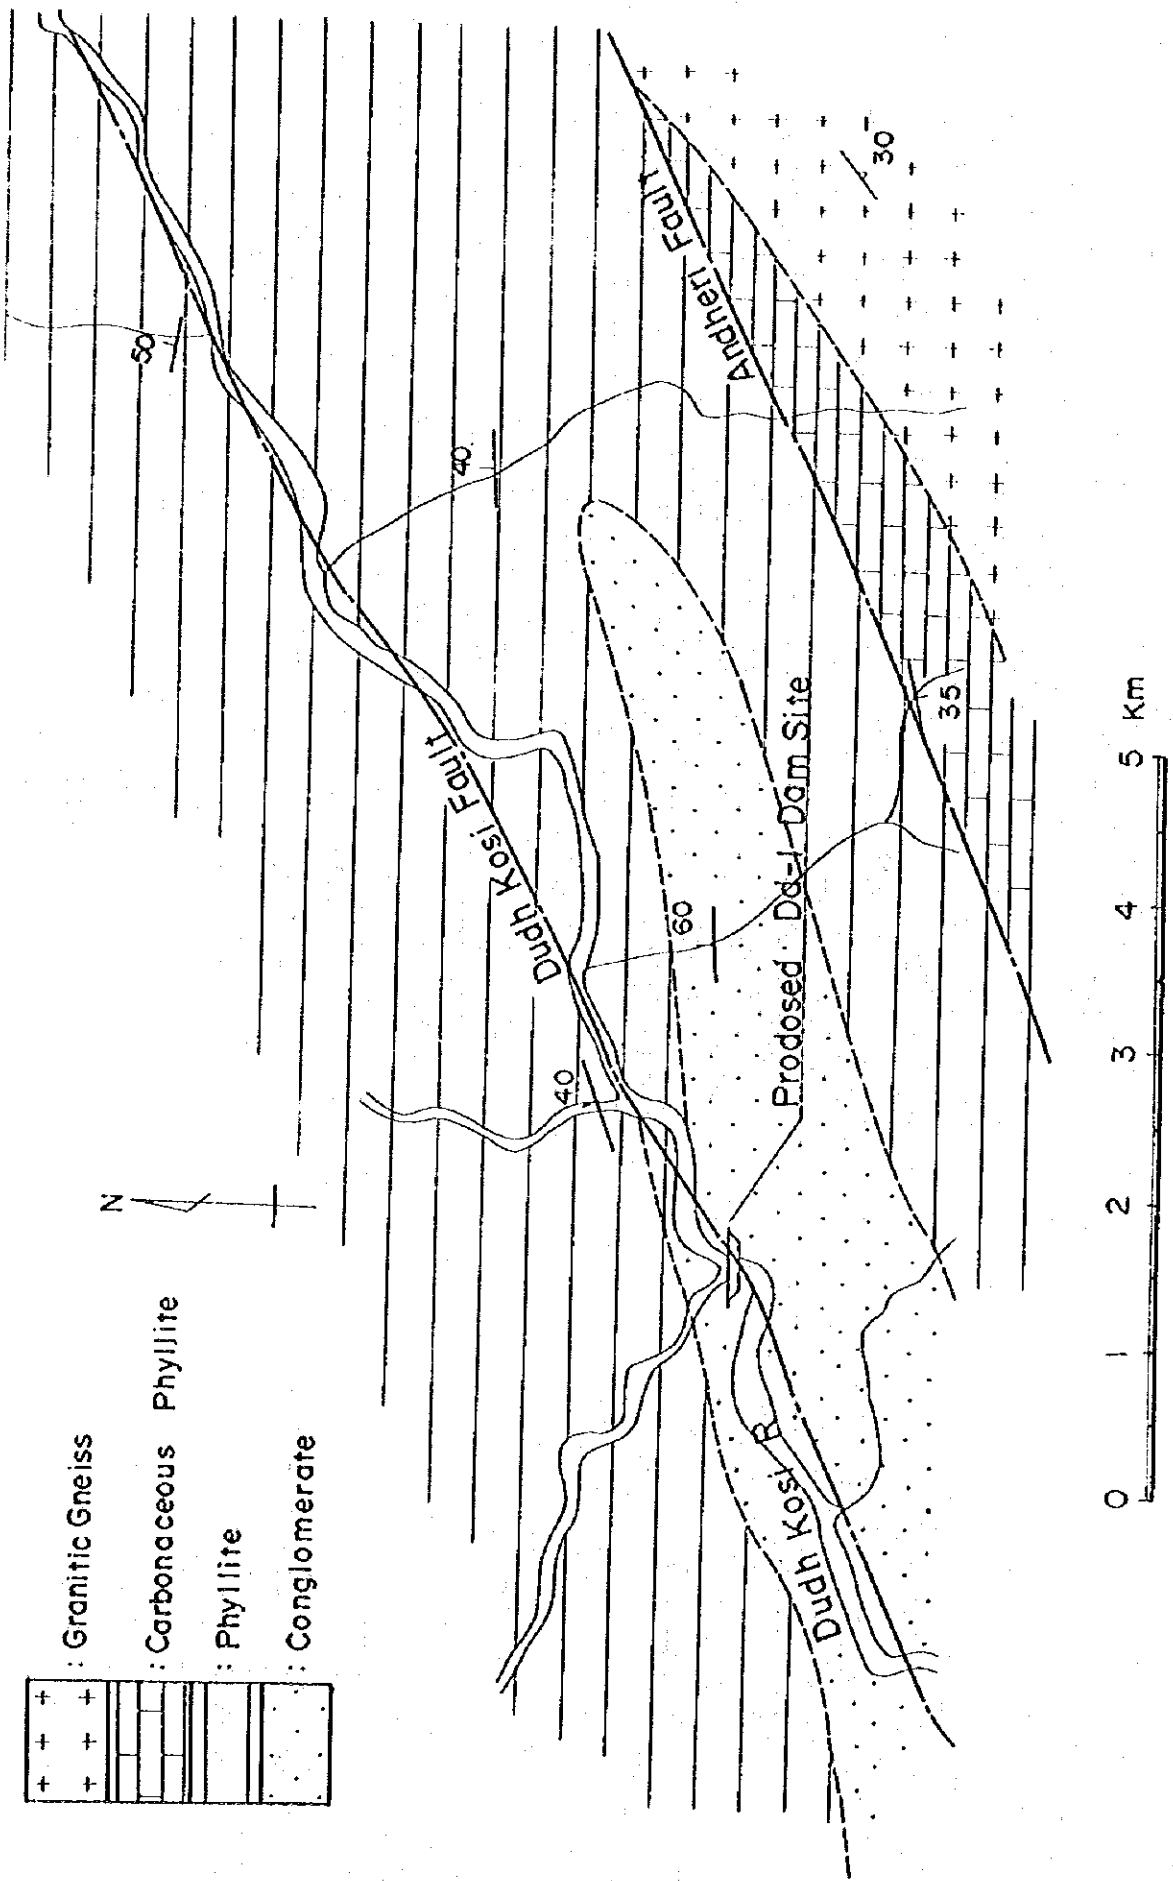 : Granitic Gneiss
: Carbonaceous Phyllite
: Phyllite
: Conglomerate
N
50
40
Dudh Kosi Fault
40
60
Andheri Fault
30
35
Prodosed Dd-1 Dam Site
Dudh Kosi R
0 1 2 3 4 5 Km